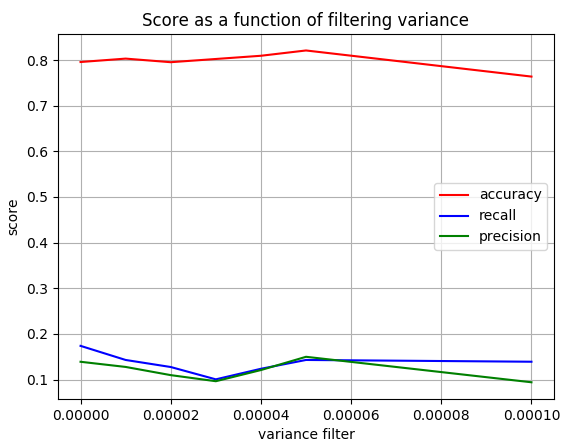 Score as a function of filtering variance
score
0.8
0.7
0.6
0.5
0.4
0.3
0.2
0.1
accuracy
recall
precision
0.00000 0.00002 0.00004 0.00006 0.00008 0.00010
variance filter